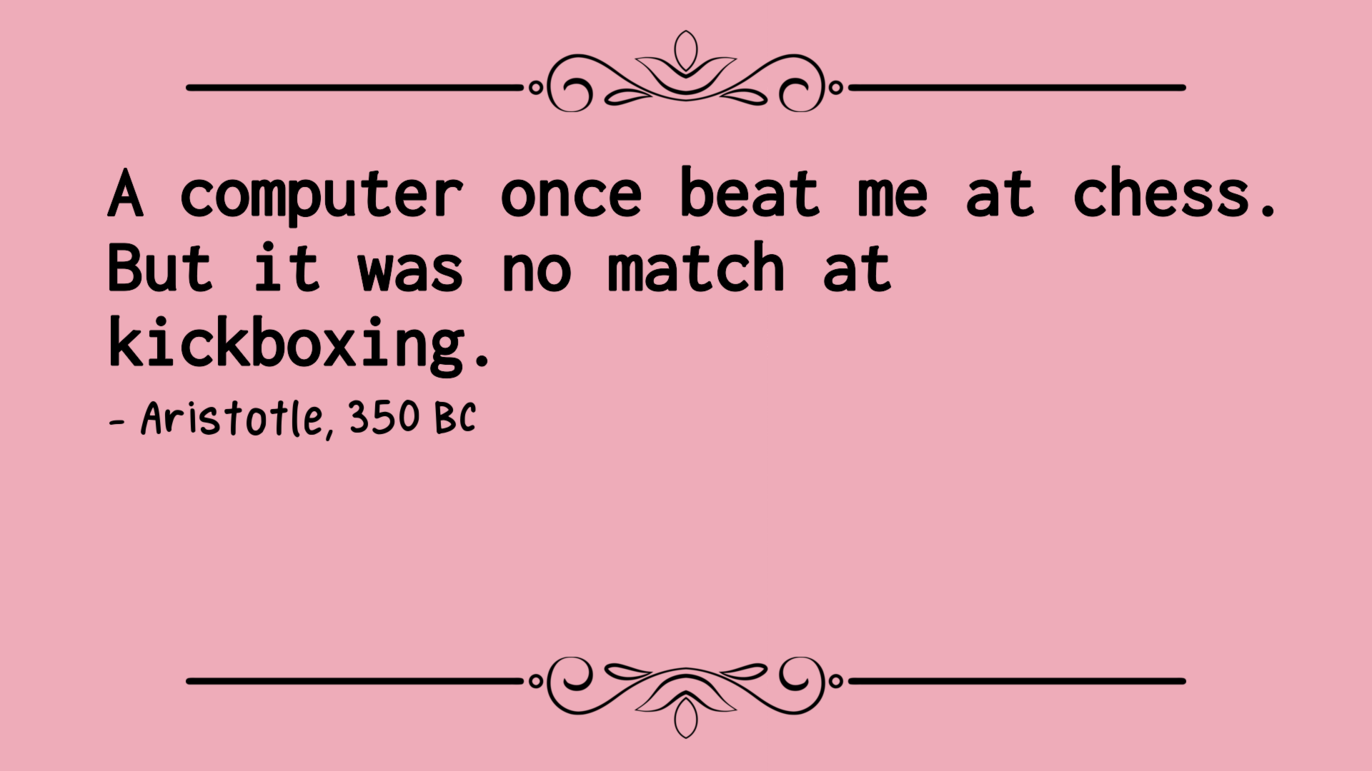 A computer once beat me at chess.
But it was no match at
kickboxing.
- Aristotle, 350 BC